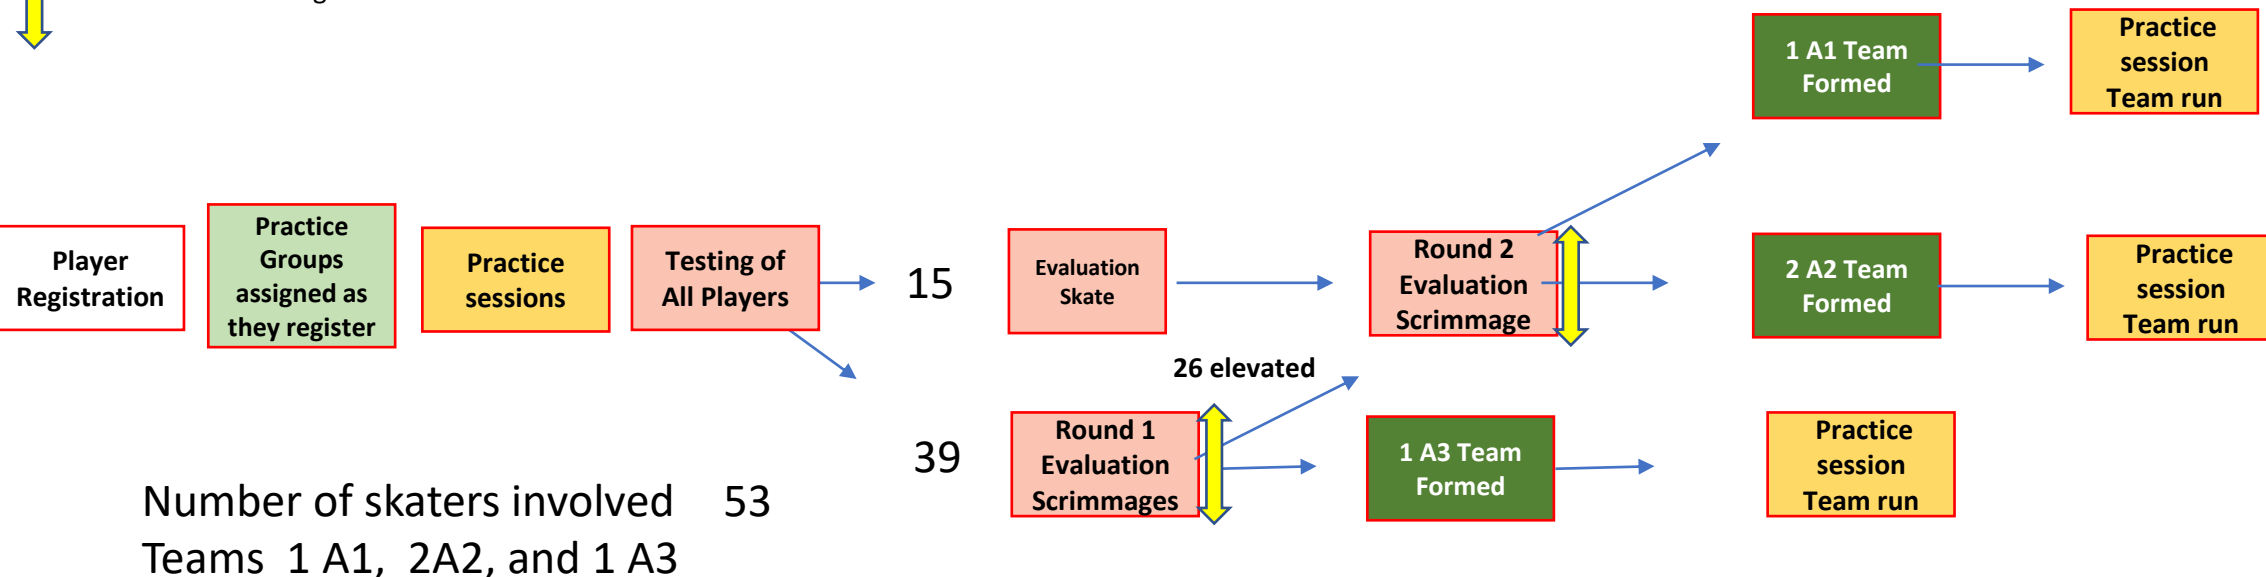 1 A1 Team
Formed
Practice
session
Team run
Player
Registration
Practice
Groups
assigned as
they register
Practice
sessions
Testing of
All Players
15
Evaluation
Skate
Round 2
Evaluation
Scrimmage
2 A2 Team
Formed
Practice
session
Team run
26 elevated
39
Round 1
Evaluation
Scrimmages
1 A3 Team
Formed
Practice
session
Team run
Number of skaters involved 53
Teams 1 A1, 2A2, and 1 A3